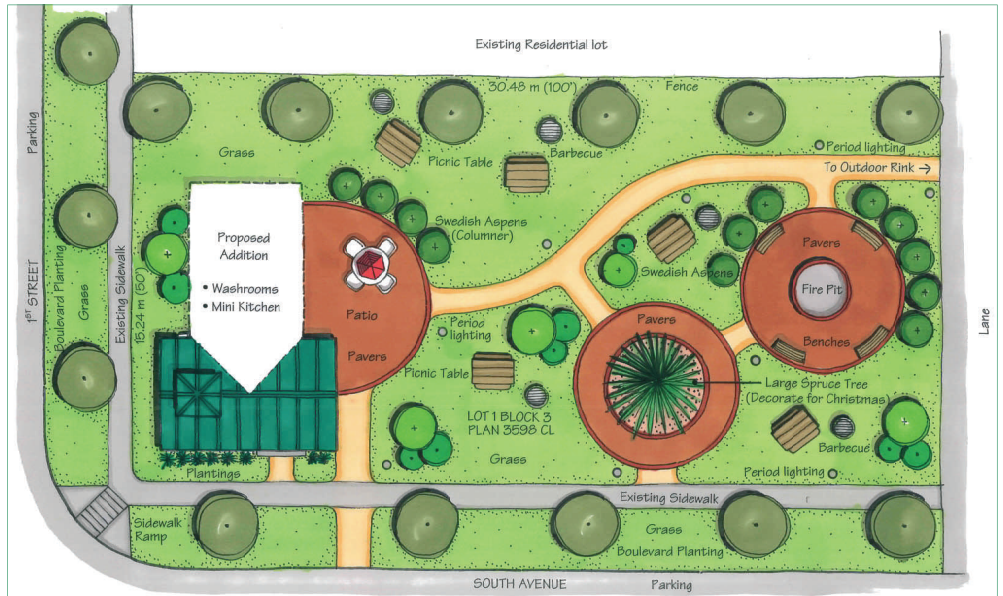 Existing Residential lot
30.48 m (100')
Fence
Parking
Grass
Picnic Table
Barbecue
Period lighting
To Outdoor Rink →
Proposed
Addition
• Washrooms
• Mini Kitchen
Swedish Aspens
(Columner)
Swedish Aspens
Pavers
Fire Pit
Benches
1ST STREET
Boulevard Planting
Grass
Existing Sidewalk
15.24 m (50')
Patio
Pavers
Period
lighting
Picnic Table
Pavers
Lane
Large Spruce Tree
(Decorate for Christmas)
LOT 1 BLOCK 3
PLAN 3598 CL
Grass
Barbecue
Plantings
Period lighting
Existing Sidewalk
Sidewalk
Ramp
Grass
Boulevard Planting
SOUTH AVENUE
Parking